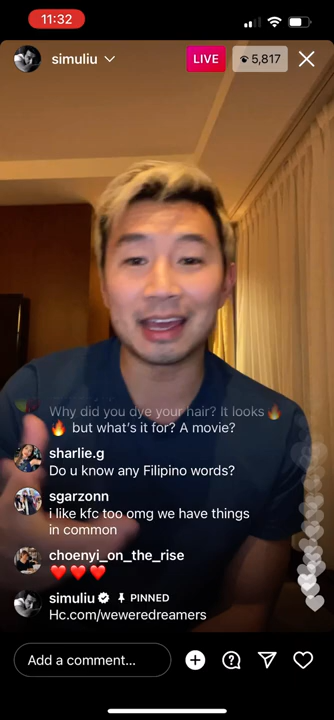 11:32
simuliu
LIVE
5,817
Why did you dye your hair? It looks🔥
🔥 but what's it for? A movie?
sharlie.g
Do u know any Filipino words?
sgarzonn
i like kfc too omg we have things
in common
choenyi_on_the_rise
❤️❤️❤️
simuliu PINNED
Hc.com/weweredreamers
Add a comment...